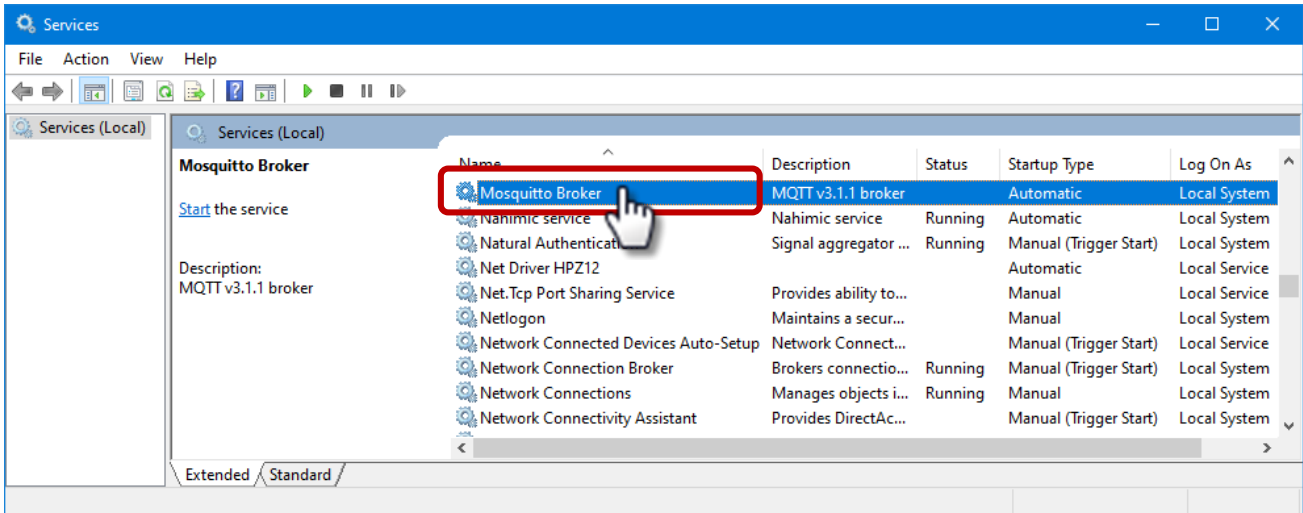 Services
File Action View Help
Services (Local)
Services (Local)
Mosquitto Broker
Start the service
Description:
MQTT v3.1.1 broker
Name Description Status Startup Type Log On As
Mosquitto Broker MQTT v3.1.1 broker Automatic Local System
Nahimic service Nahimic service Running Automatic Local System
Natural Authenticati Signal aggregator ... Running Manual (Trigger Start) Local System
Net Driver HPZ12 Automatic Local Service
Net.Tcp Port Sharing Service Provides ability to... Manual Local Service
Netlogon Maintains a secur... Manual Local System
Network Connected Devices Auto-Setup Network Connect... Manual (Trigger Start) Local Service
Network Connection Broker Brokers connectio... Running Manual (Trigger Start) Local System
Network Connections Manages objects i... Running Manual Local System
Network Connectivity Assistant Provides DirectAc... Manual (Trigger Start) Local System
Extended Standard